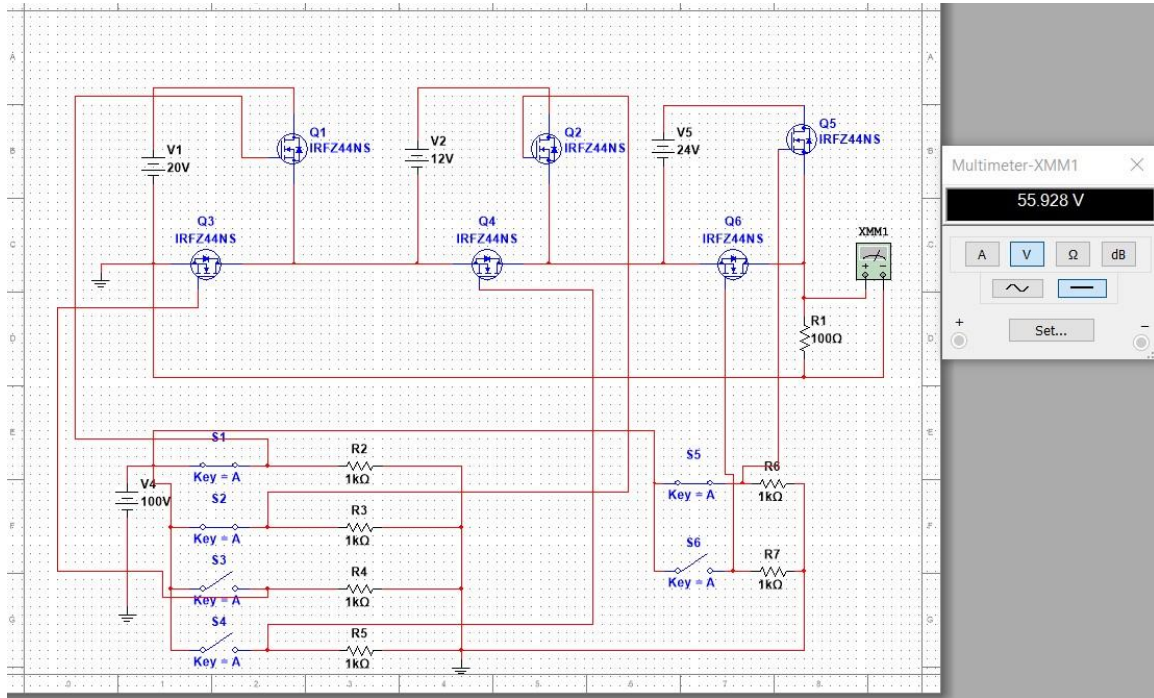 Q1
IRFZ44NS
V1
20V
Q2
IRFZ44NS
V2
12V
Q5
IRFZ44NS
V5
24V
Q3
IRFZ44NS
Q4
IRFZ44NS
Q6
IRFZ44NS
XMM1
R1
100Ω
S1
Key = A
R2
1kΩ
V4
100V
S2
Key = A
R3
1kΩ
S3
Key = A
R4
1kΩ
S4
Key = A
R5
1kΩ
S5
Key = A
R6
1kΩ
S6
Key = A
R7
1kΩ
Multimeter-XMM1
55.928 V
A V Ω dB
+ Set... −